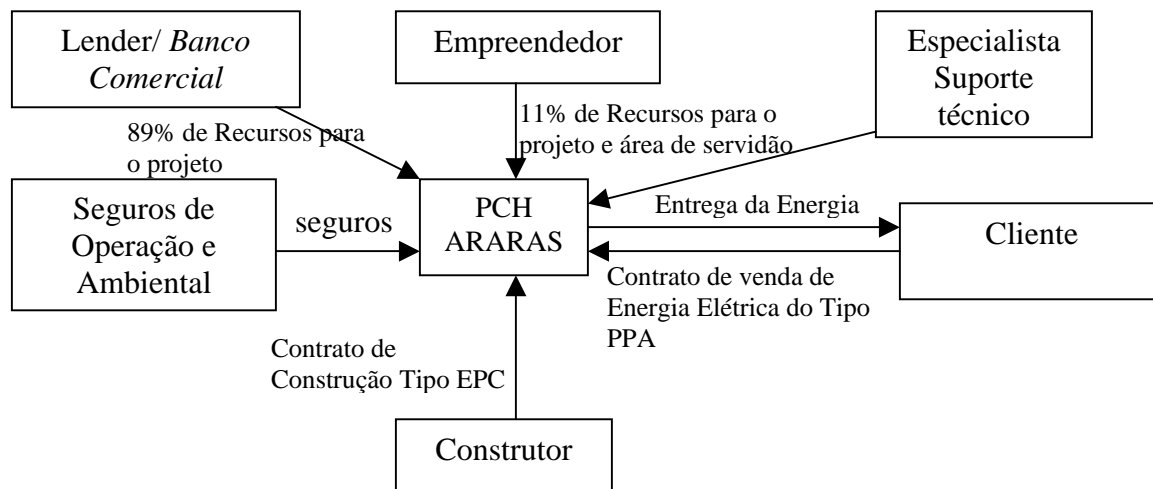 Lender/ Banco
Comercial
Empreendedor
Especialista
Suporte
técnico
89% de Recursos para
o projeto
11% de Recursos para o
projeto e área de servidão
Seguros de
Operação e
Ambiental
seguros
PCH
ARARAS
Entrega da Energia
Cliente
Contrato de venda de
Energia Elétrica do Tipo
PPA
Contrato de
Construção Tipo EPC
Construtor